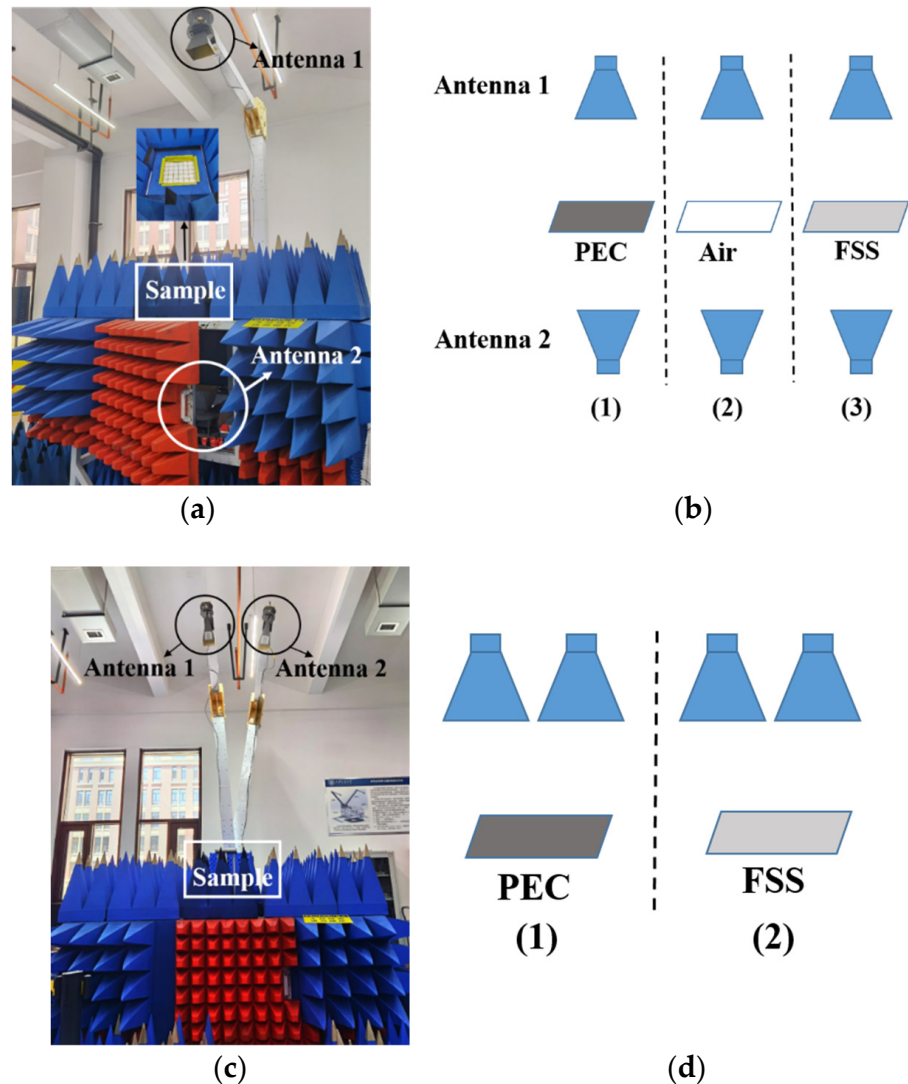 Antenna 1
Sample
Antenna 2
(a)
Antenna 1
PEC
Air
FSS
Antenna 2
(1)
(2)
(3)
(b)
Antenna 1
Antenna 2
Sample
(c)
PEC
FSS
(1)
(2)
(d)